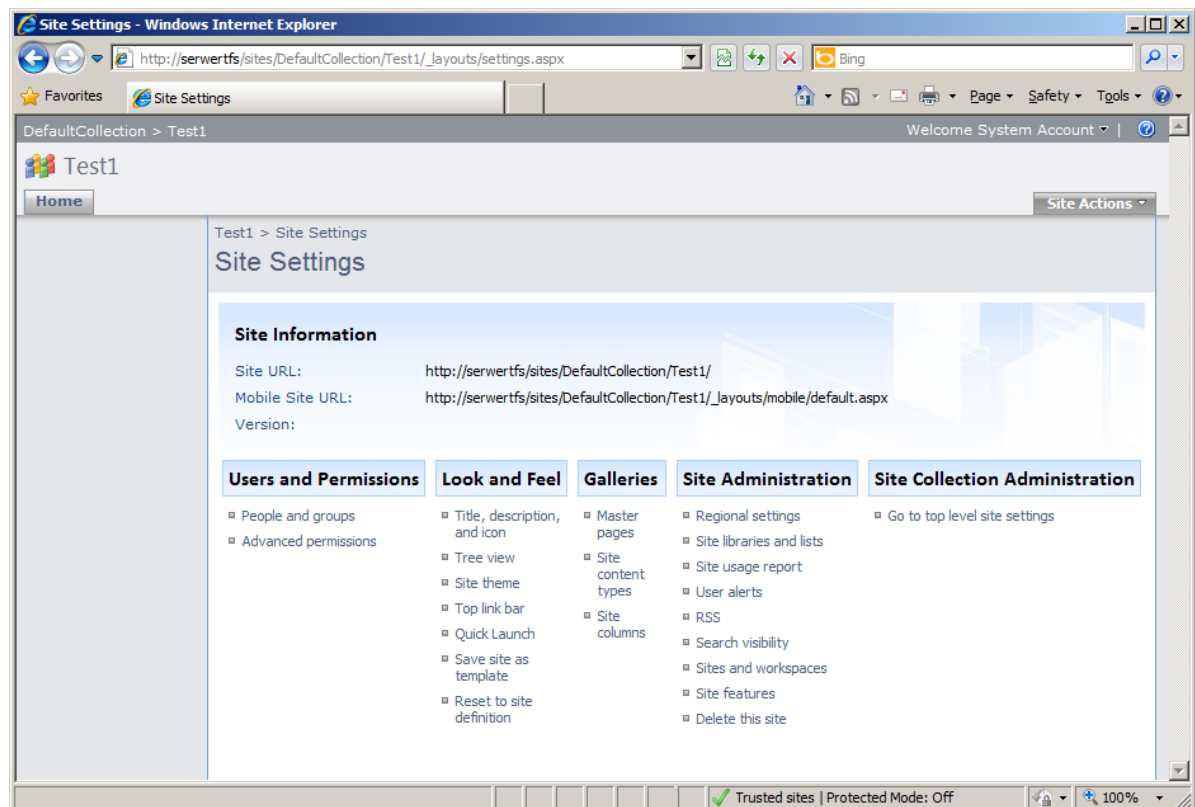 Site Settings - Windows Internet Explorer
http://serwertfs/sites/DefaultCollection/Test1/_layouts/settings.aspx
Bing
Favorites
Site Settings
Page
Safety
Tools
DefaultCollection > Test1
Welcome System Account
Test1
Home
Site Actions
Test1 > Site Settings
Site Settings
Site Information
Site URL: http://serwertfs/sites/DefaultCollection/Test1/
Mobile Site URL: http://serwertfs/sites/DefaultCollection/Test1/_layouts/mobile/default.aspx
Version:
Users and Permissions
People and groups
Advanced permissions
Look and Feel
Title, description,
and icon
Tree view
Site theme
Top link bar
Quick Launch
Save site as
template
Reset to site
definition
Galleries
Master
pages
Site
content
types
Site
columns
Site Administration
Regional settings
Site libraries and lists
Site usage report
User alerts
RSS
Search visibility
Sites and workspaces
Site features
Delete this site
Site Collection Administration
Go to top level site settings
Trusted sites | Protected Mode: Off
100%